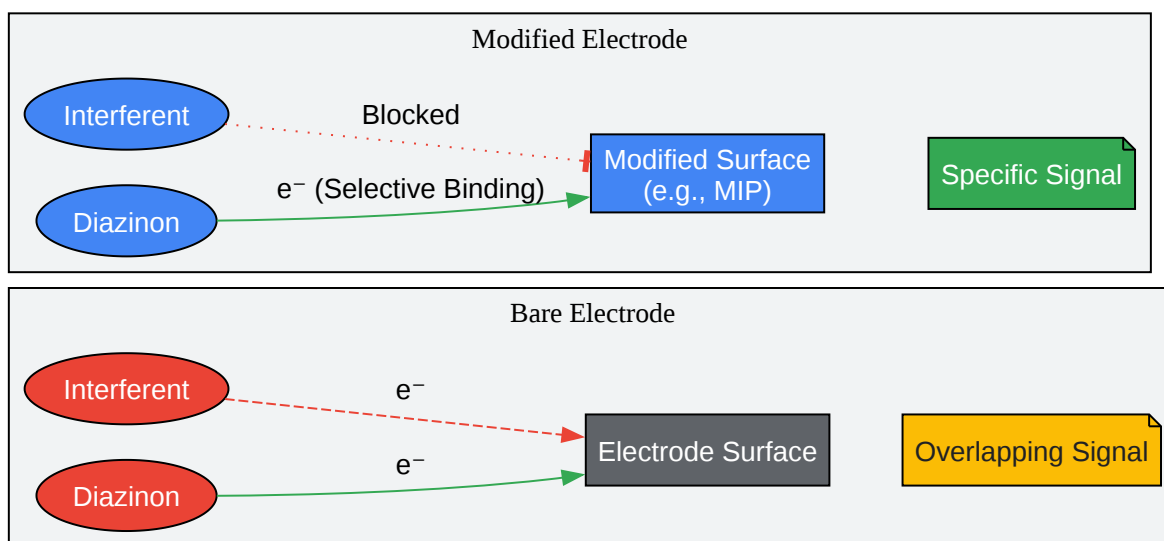 Modified Electrode
Interferent
Blocked
Modified Surface
(e.g., MIP)
Specific Signal
e⁻ (Selective Binding)
Diazinon
Bare Electrode
Interferent
e⁻
Electrode Surface
Overlapping Signal
e⁻
Diazinon